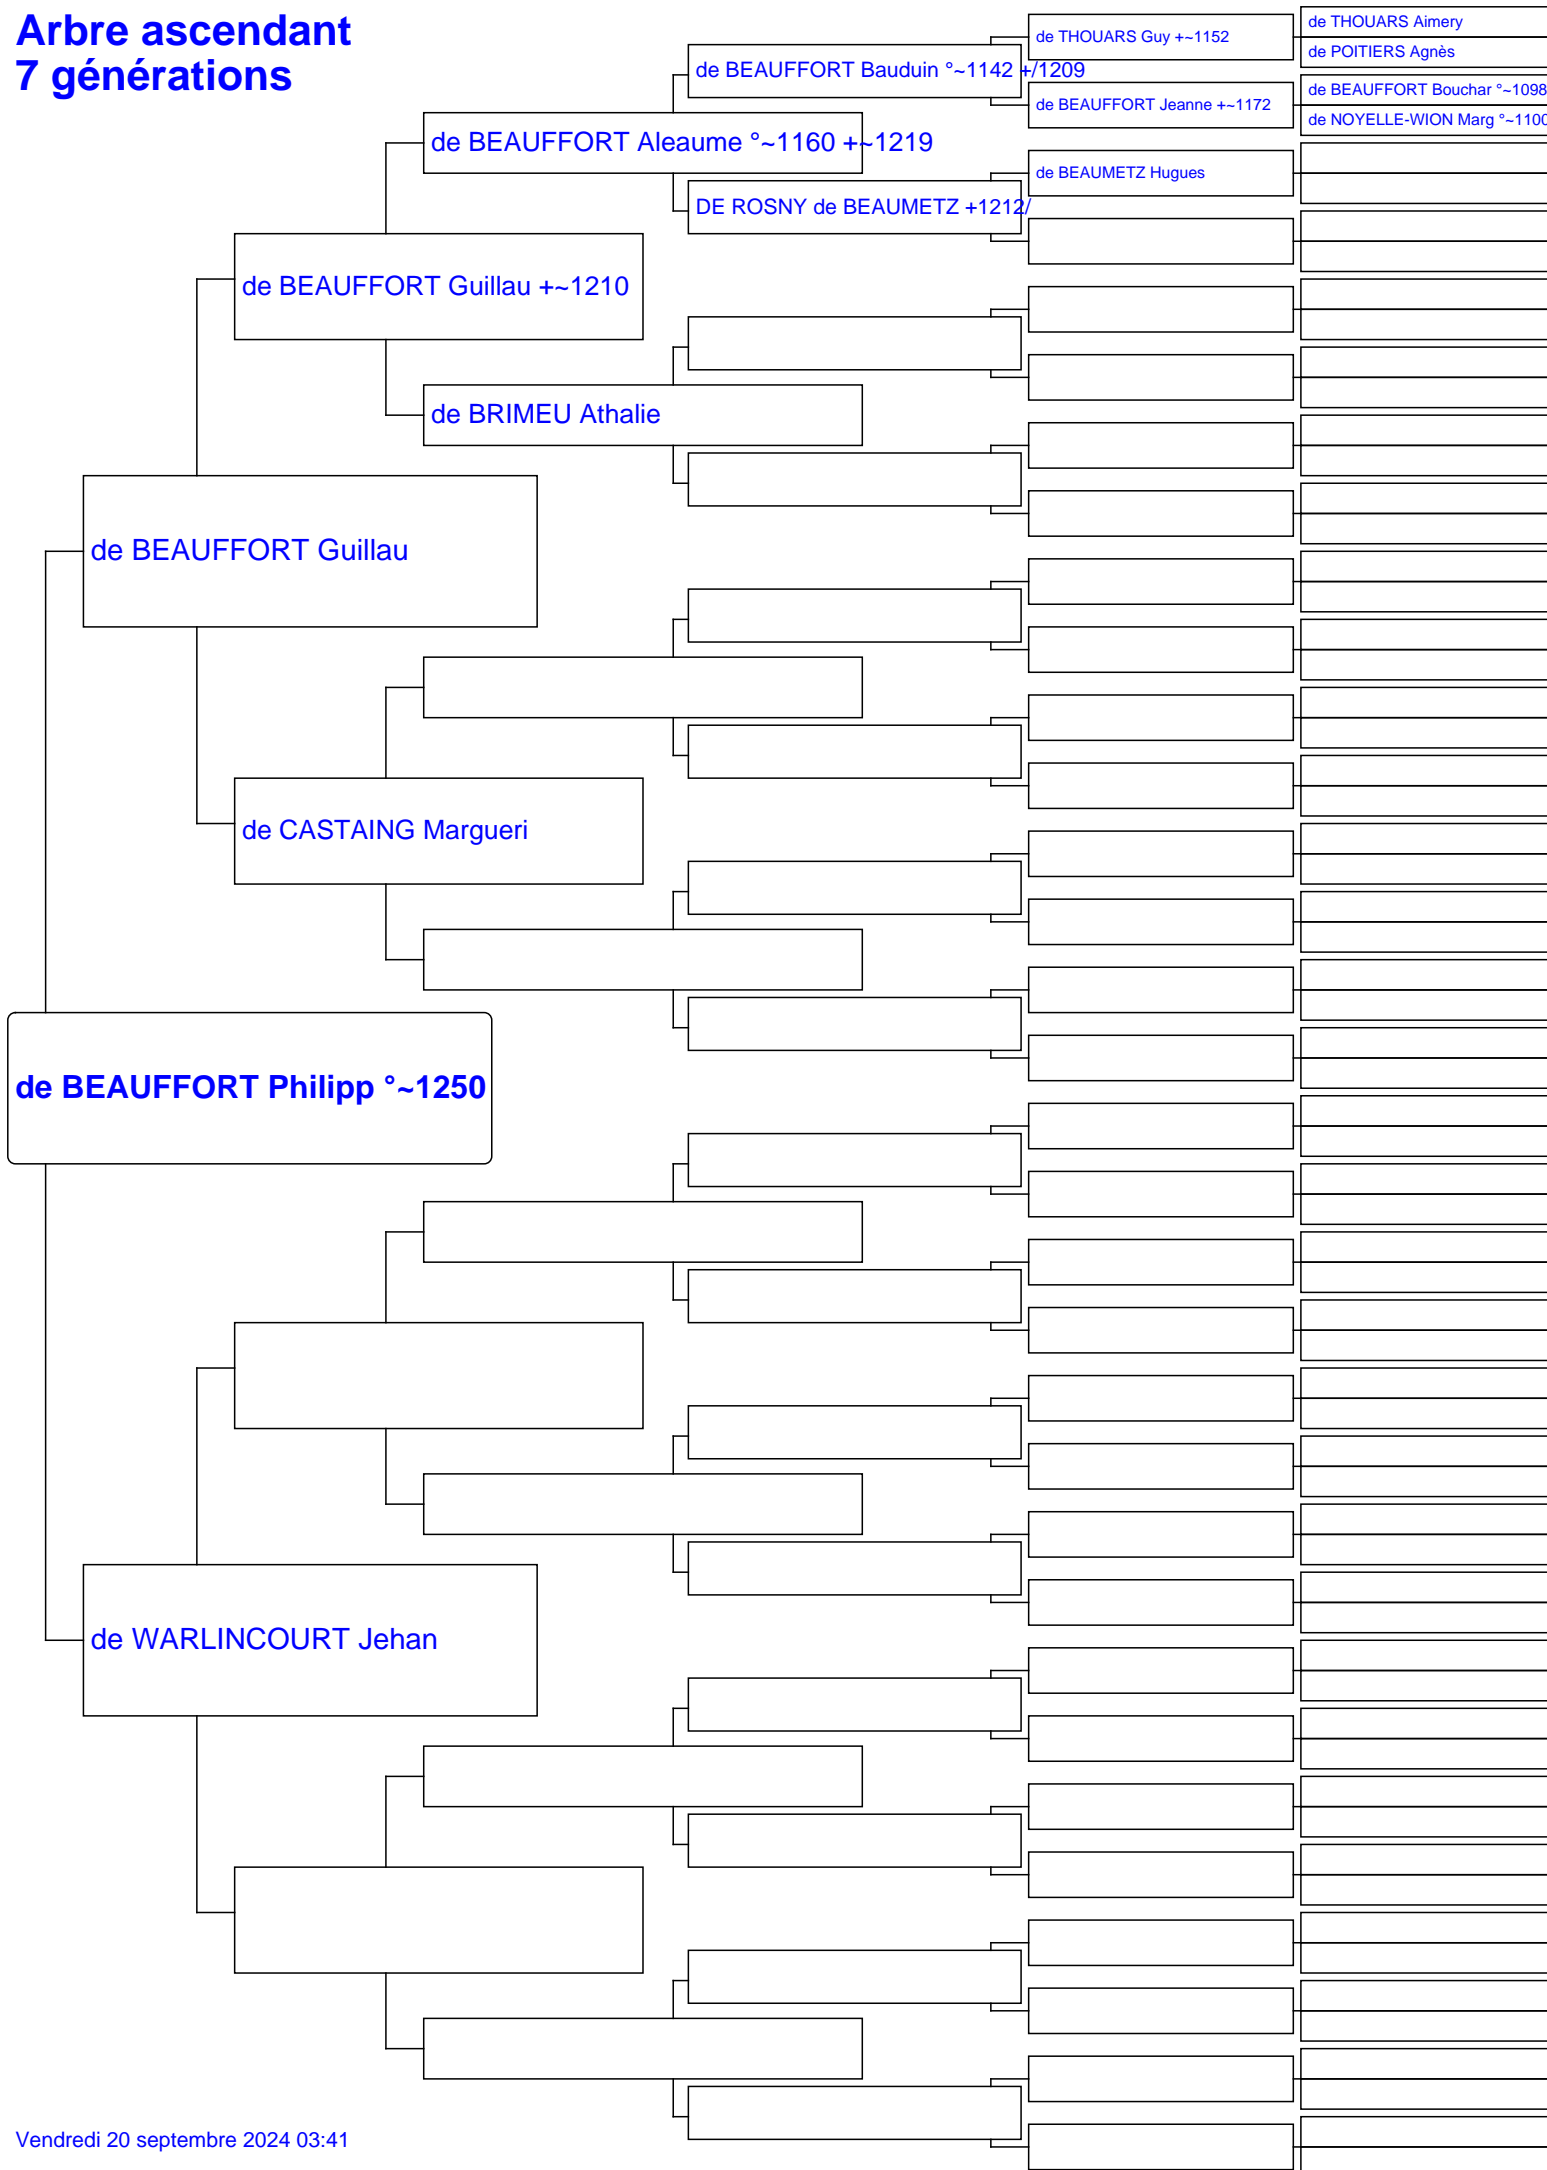 Arbre ascendant
7 générations
de THOUARS Aimery
de THOUARS Guy +~1152
de POITIERS Agnès
de BEAUFFORT Bauduin °~1142 +/1209
de BEAUFFORT Bouchar °~1098
de BEAUFFORT Jeanne +~1172
de NOYELLE-WION Marg °~1100
de BEAUFFORT Aleaume °~1160 +~1219
de BEAUMETZ Hugues
DE ROSNY de BEAUMETZ +1212/
de BEAUFFORT Guillau +~1210
de BRIMEU Athalie
de BEAUFFORT Guillau
de CASTAING Margueri
de BEAUFFORT Philipp °~1250
de WARLINCOURT Jehan
Vendredi 20 septembre 2024 03:41